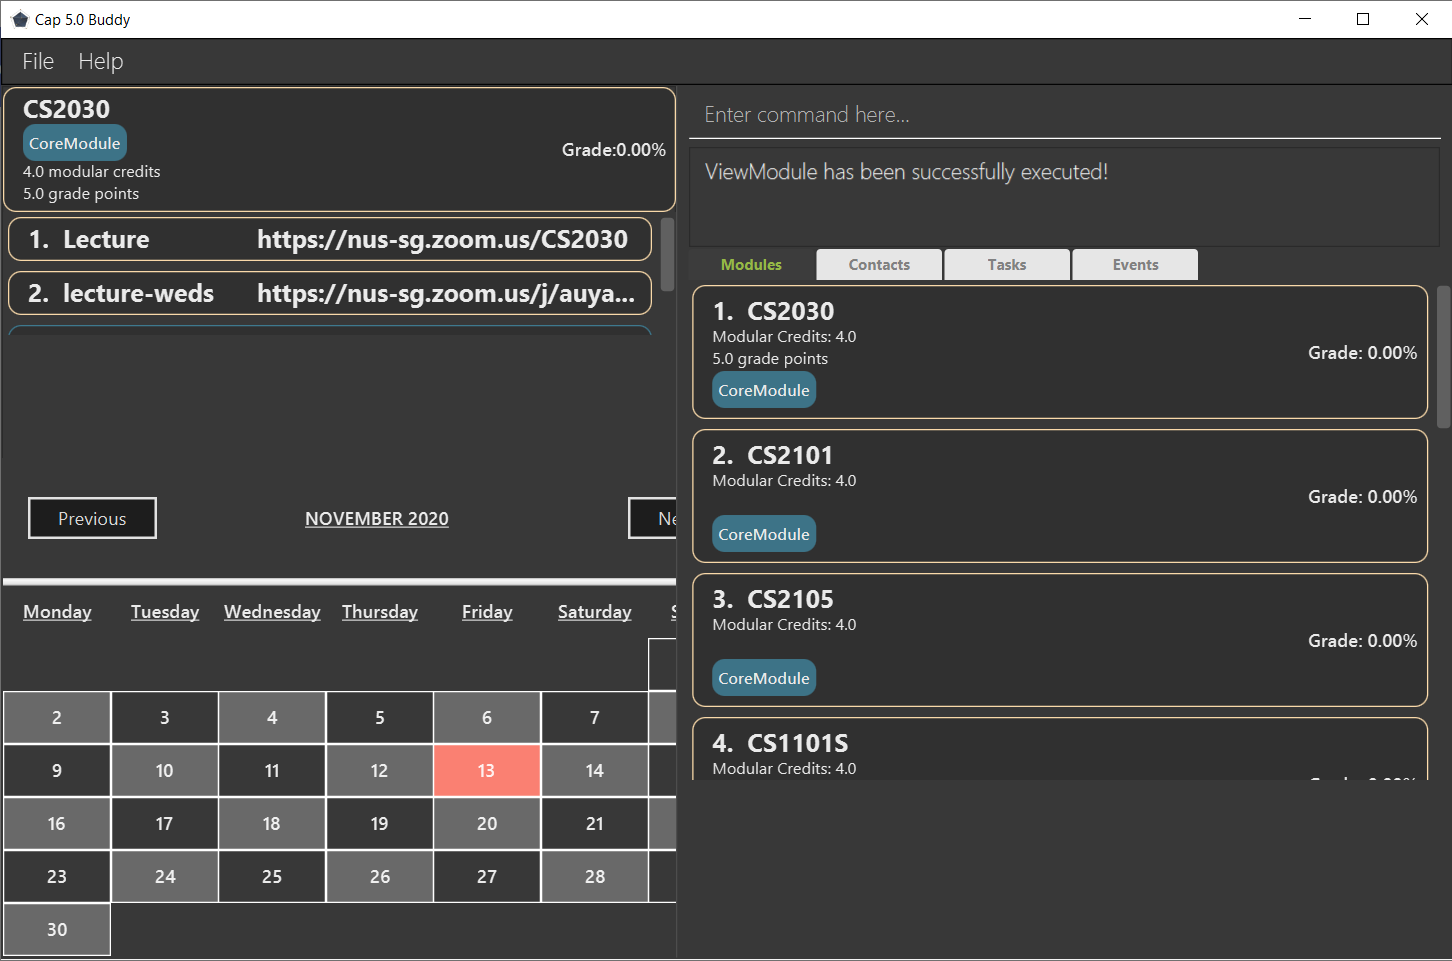 Cap 5.0 Buddy
File Help
CS2030
CoreModule
4.0 modular credits
5.0 grade points
Grade:0.00%
1. Lecture https://nus-sg.zoom.us/CS2030
2. lecture-weds https://nus-sg.zoom.us/j/auya...
Previous NOVEMBER 2020
Monday Tuesday Wednesday Thursday Friday Saturday
2 3 4 5 6 7
9 10 11 12 13 14
16 17 18 19 20 21
23 24 25 26 27 28
30
Enter command here...
ViewModule has been successfully executed!
Modules Contacts Tasks Events
1. CS2030
Modular Credits: 4.0
5.0 grade points
Grade: 0.00%
CoreModule
2. CS2101
Modular Credits: 4.0
Grade: 0.00%
CoreModule
3. CS2105
Modular Credits: 4.0
Grade: 0.00%
CoreModule
4. CS1101S
Modular Credits: 4.0